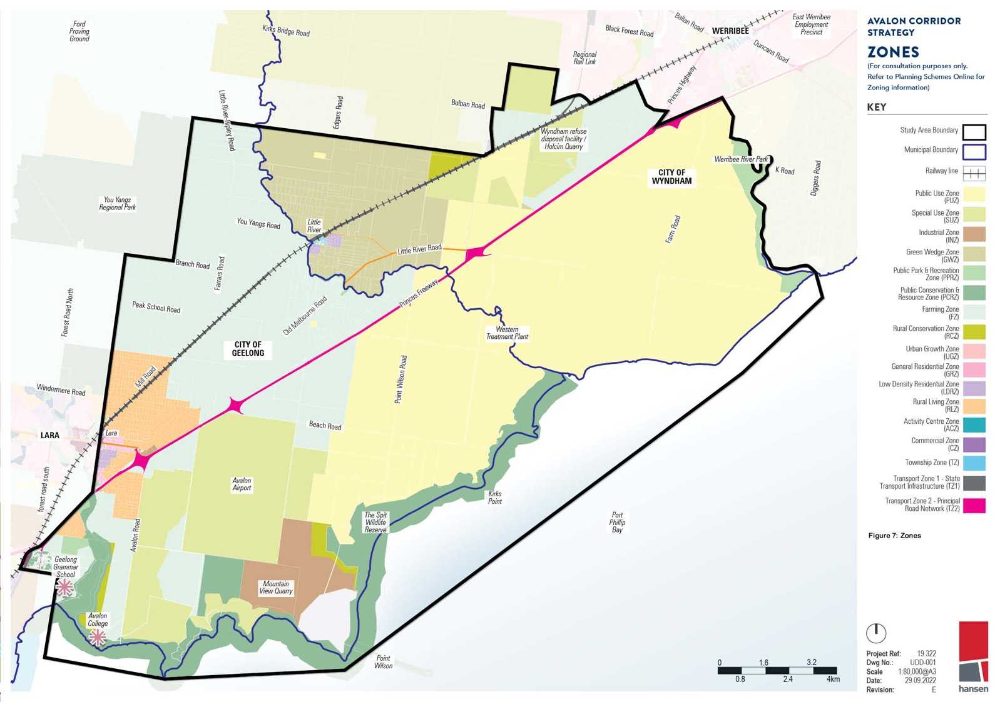 Ford
Proving
Ground
Kirks Bridge Road
Black Forest Road
Ballan Road
WERRIBEE
East Werribee
Employment
Precinct
Duncans Road
Regional
Rail Link
Princes Highway
Little River-Ripley Road
Edgars Road
Bulban Road
Wyndham refuse
disposal facility /
Holcim Quarry
CITY OF
WYNDHAM
Werribee River Park
K Road
Diggers Road
You Yangs
Regional Park
You Yangs Road
Little
River
Little River Road
Farm Road
Branch Road
Farrars Road
Princes Freeway
Forest Road North
Peak School Road
Old Melbourne Road
Western
Treatment Plant
CITY OF
GEELONG
Mill Road
Point Wilson Road
Windermere Road
LARA
Lara
Beach Road
forest road south
Avalon
Airport
Kirks
Point
The Spit
Wildlife
Reserve
Port
Phillip
Bay
Avalon Road
Geelong
Grammar
School
Mountain
View Quarry
Avalon
College
Point
Wilson
0 1.6 3.2
0.8 2.4 4km
AVALON CORRIDOR
STRATEGY
ZONES
(For consultation purposes only.
Refer to Planning Schemes Online for
Zoning information)
KEY
Study Area Boundary
Municipal Boundary
Railway line
Public Use Zone
(PUZ)
Special Use Zone
(SUZ)
Industrial Zone
(INZ)
Green Wedge Zone
(GWZ)
Public Park & Recreation
Zone (PPRZ)
Public Conservation &
Resource Zone (PCRZ)
Farming Zone
(FZ)
Rural Conservation Zone
(RCZ)
Urban Growth Zone
(UGZ)
General Residential Zone
(GRZ)
Low Density Residential Zone
(LDRZ)
Rural Living Zone
(RLZ)
Activity Centre Zone
(ACZ)
Commercial Zone
(CZ)
Township Zone (TZ)
Transport Zone 1 - State
Transport Infrastructure (TZ1)
Transport Zone 2 - Principal
Road Network (TZ2)
Figure 7: Zones
Project Ref: 19.322
Dwg No.: UDD-001
Scale 1:80,000@A3
Date: 29.09.2022
Revision: E
hansen